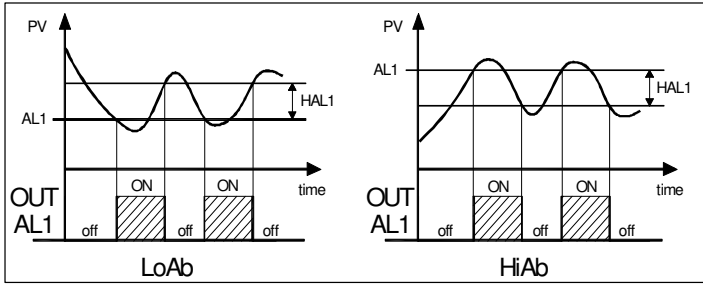 PV
HAL1
AL1
time
ON ON
OUT
AL1
off off off
LoAb
PV
AL1
HAL1
time
ON ON
OUT
AL1
off off off
HiAb